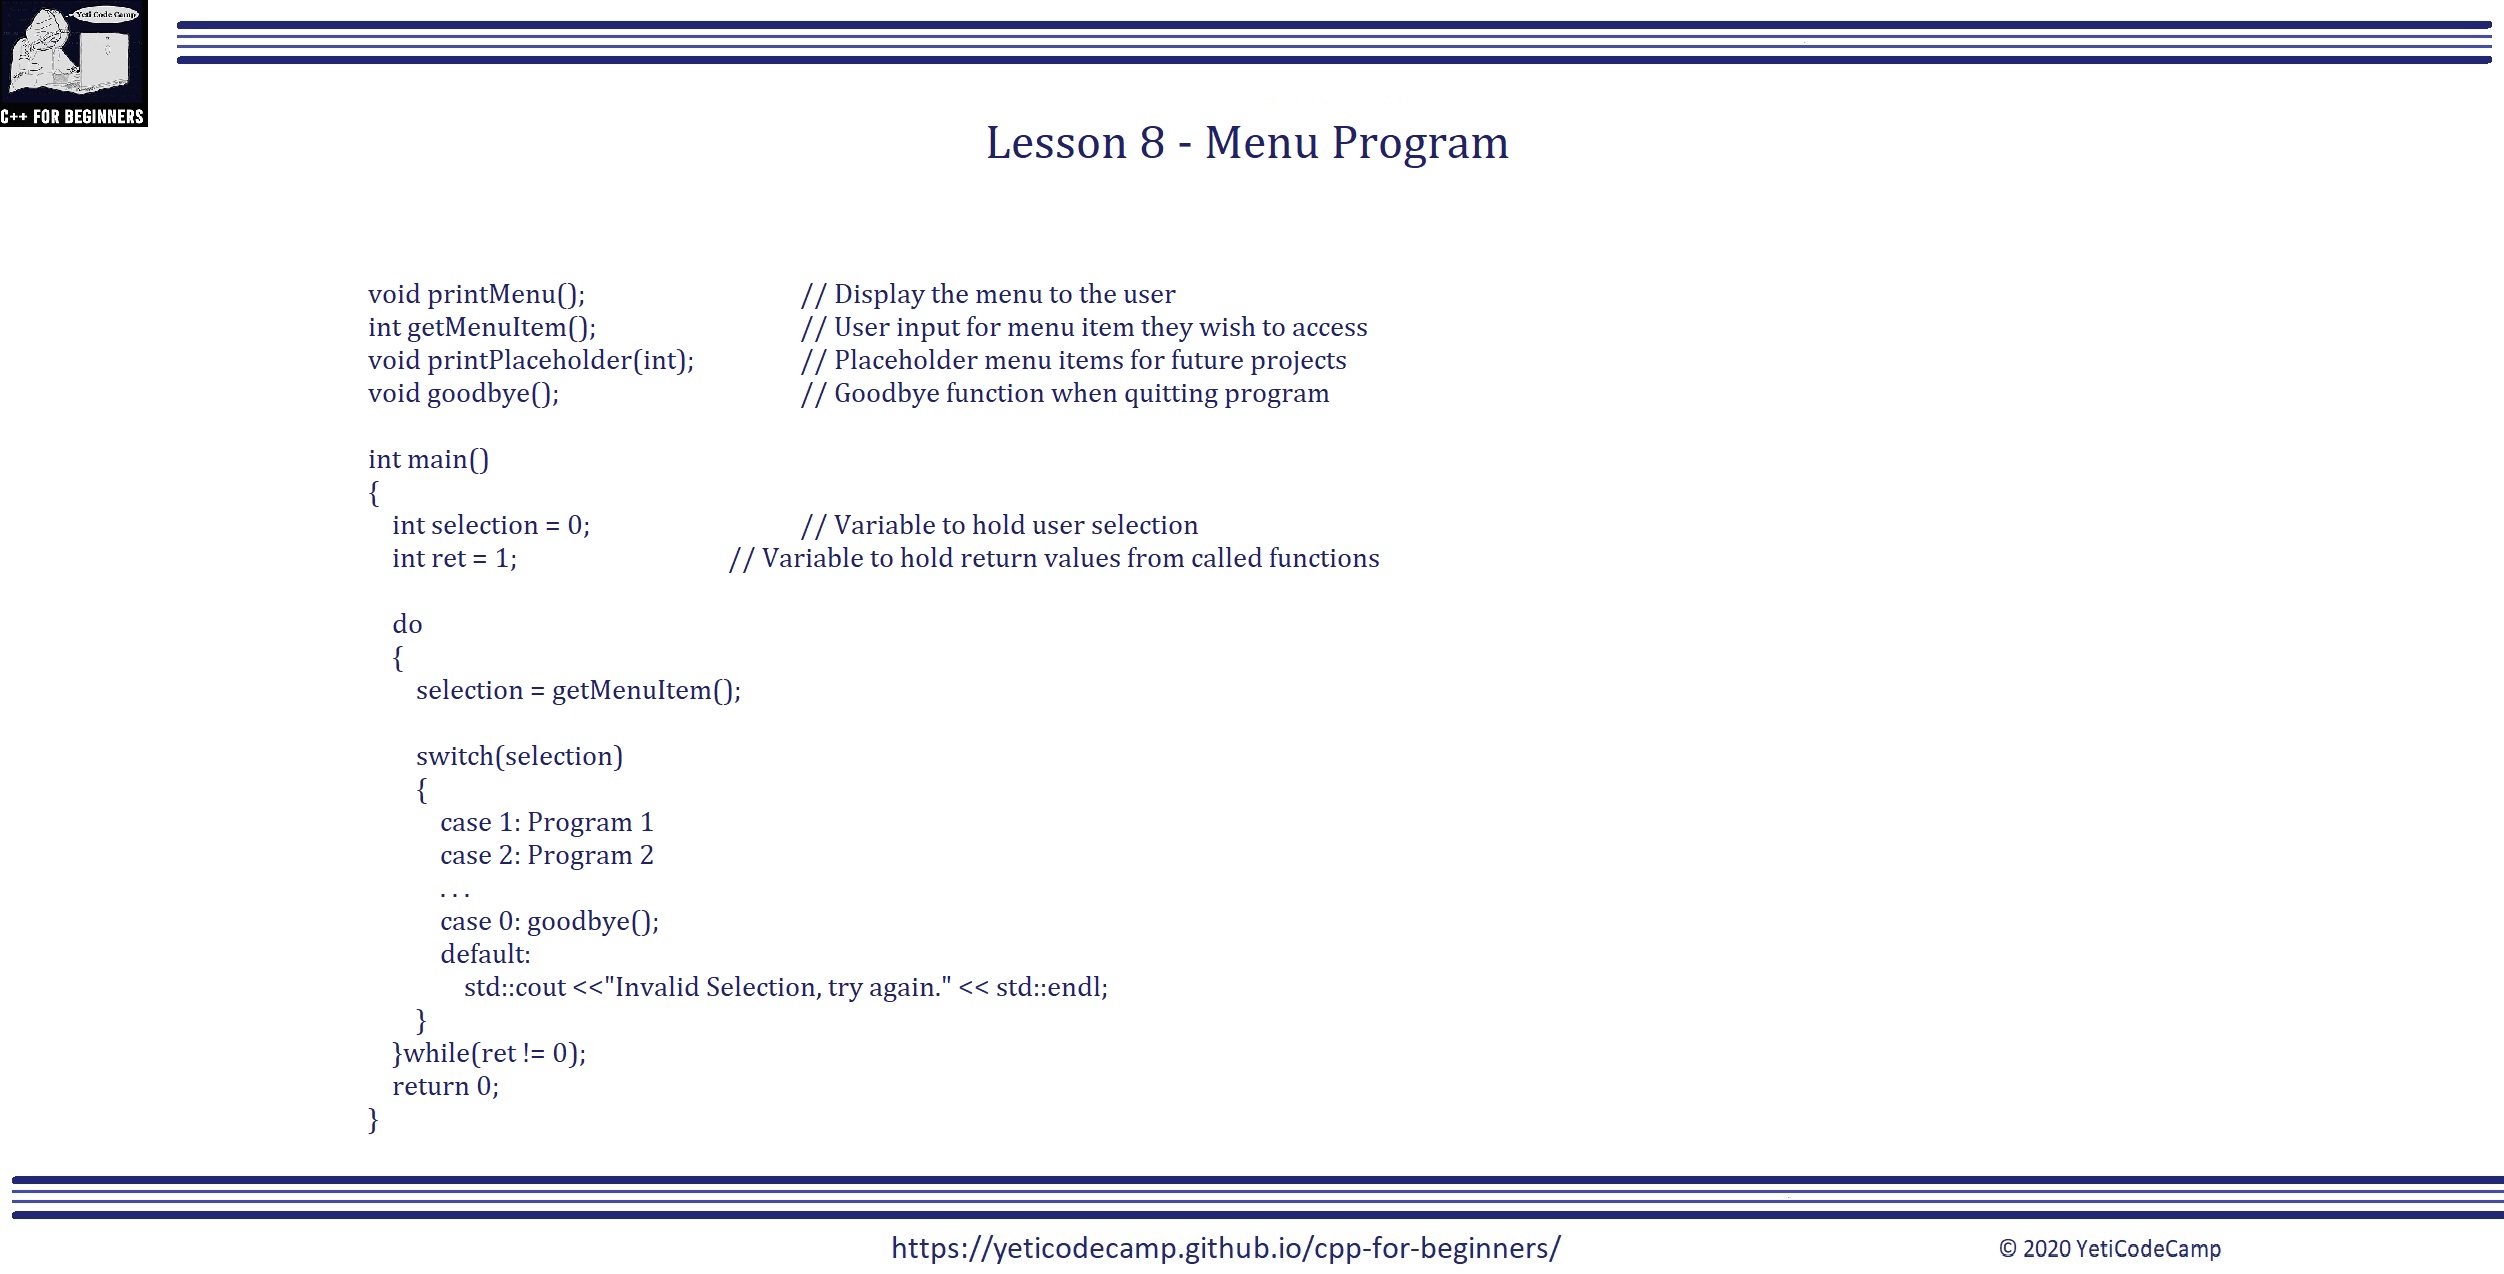 Yeti Code Camp
C++ FOR BEGINNERS
Lesson 8 - Menu Program
void printMenu(); // Display the menu to the user
int getMenuItem(); // User input for menu item they wish to access
void printPlaceholder(int); // Placeholder menu items for future projects
void goodbye(); // Goodbye function when quitting program
int main()
{
int selection = 0; // Variable to hold user selection
int ret = 1; // Variable to hold return values from called functions
do
{
selection = getMenuItem();
switch(selection)
{
case 1: Program 1
case 2: Program 2
. . .
case 0: goodbye();
default:
std::cout <<"Invalid Selection, try again." << std::endl;
}
}while(ret != 0);
return 0;
}
https://yeticodecamp.github.io/cpp-for-beginners/
© 2020 YetiCodeCamp